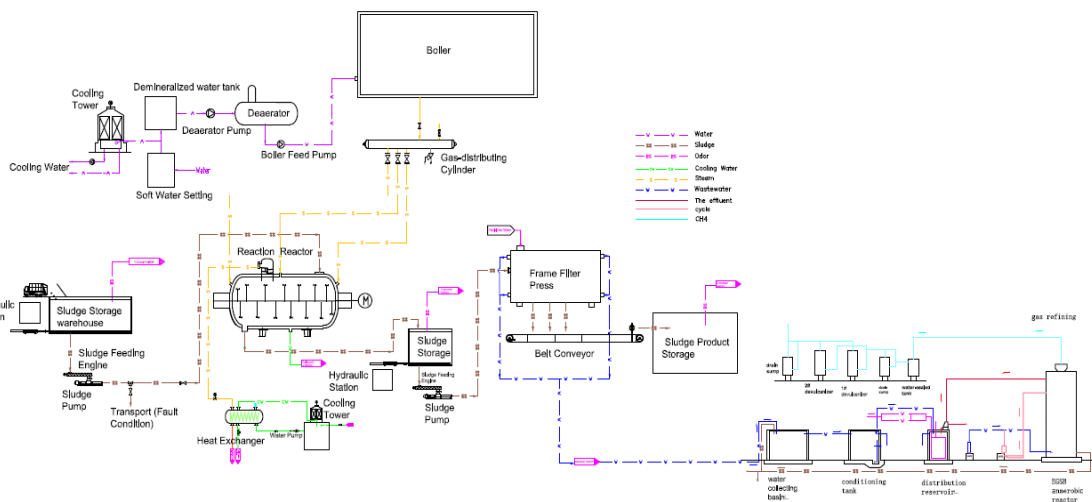 Boiler
Demineralized water tank
Cooling
Tower
Deaerator
Deaerator Pump
Boiler Feed Pump
Gas-distributing
Cylinder
Cooling Water
Water
Soft Water Setting
Water
Sludge
Odor
Cooling Water
Steam
Wastewater
The effluent
cycle
CH4
Reaction Reactor
M
Frame Filter
Press
Sludge Storage
warehouse
Sludge
Storage
Belt Conveyor
Sludge Product
Storage
gas refining
Sludge Feeding
Engine
Sludge
Pump
Transport (Fault
Condition)
Hydraulic
Station
Sludge Feeding
Engine
Sludge
Pump
Cooling
Tower
Water Pump
Heat Exchanger
water
collecting
basin.
conditioning
tank
distribution
reservoir.
EGSB
anaerobic
reactor